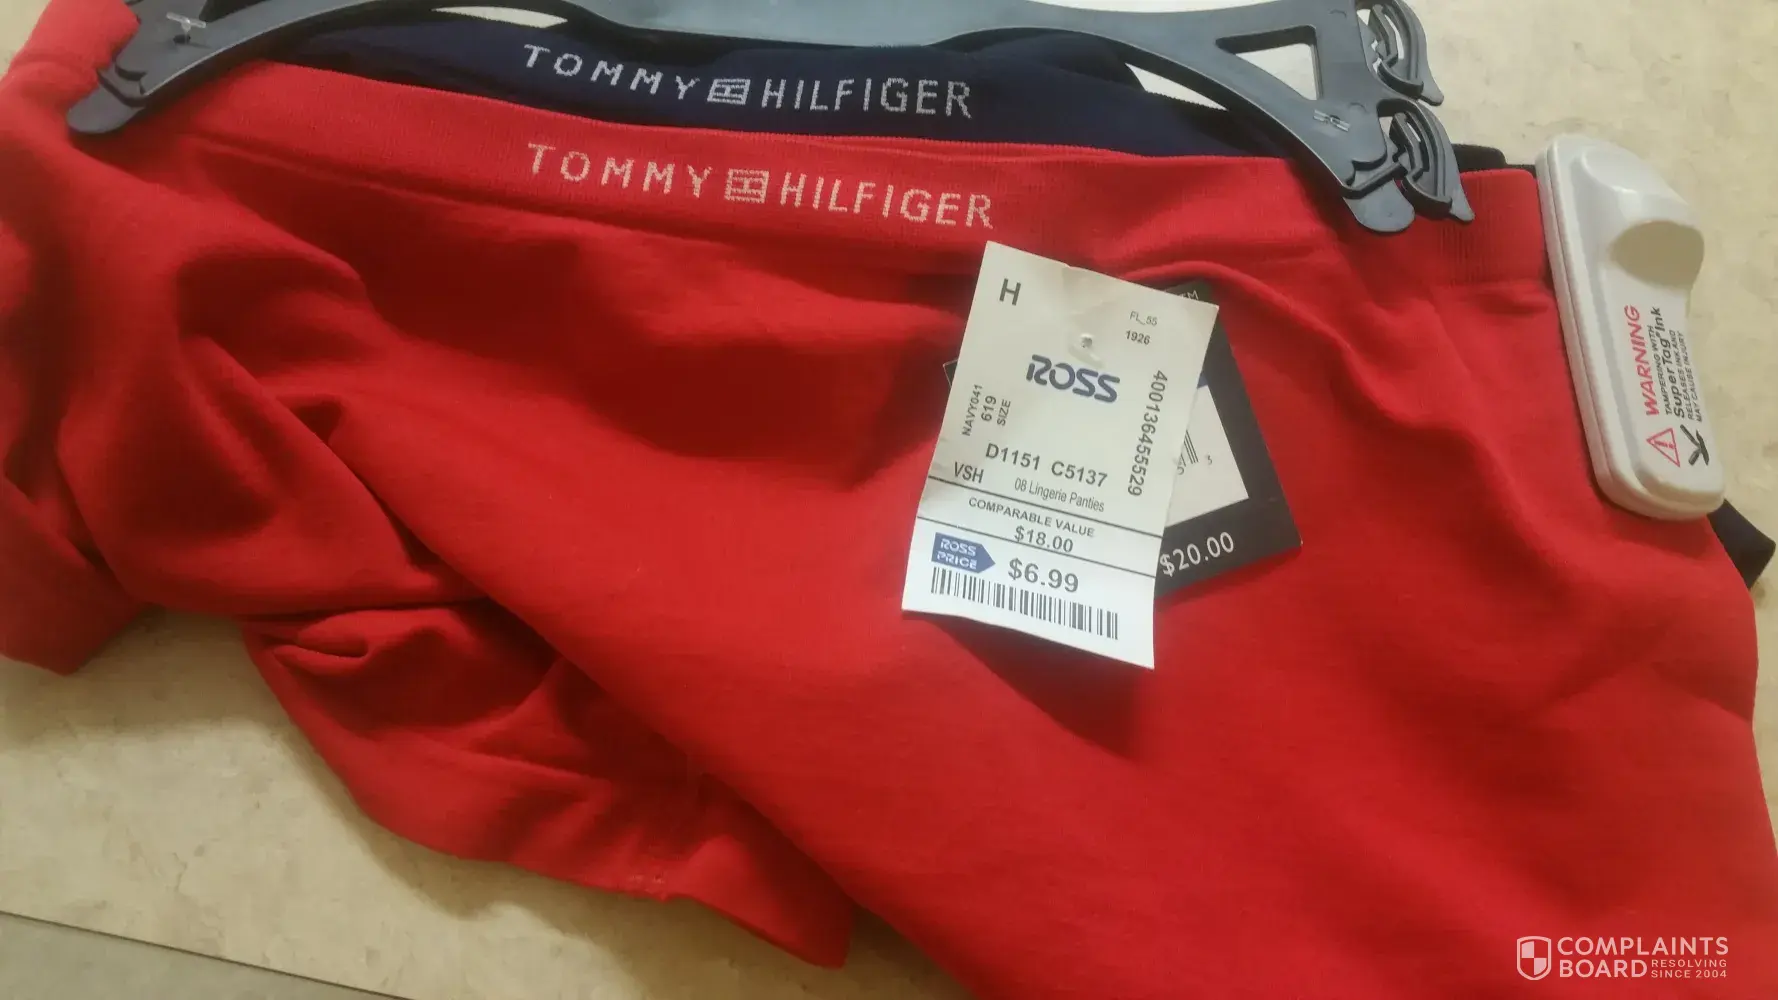 TOMMY HILFIGER
TOMMY HILFIGER
H
FL_55
1926
ROSS
NAVY041
619
SIZE
400136455529
D1151 C5137
VSH
08 Lingerie Panties
COMPARABLE VALUE
$18.00
ROSS
PRICE
$6.99
3
$20.00
WARNING
TAMPERING WITH
SuperTag Ink
RELEASES INK AND
MAY CAUSE INJURY
COMPLAINTS
BOARD RESOLVING
SINCE 2004